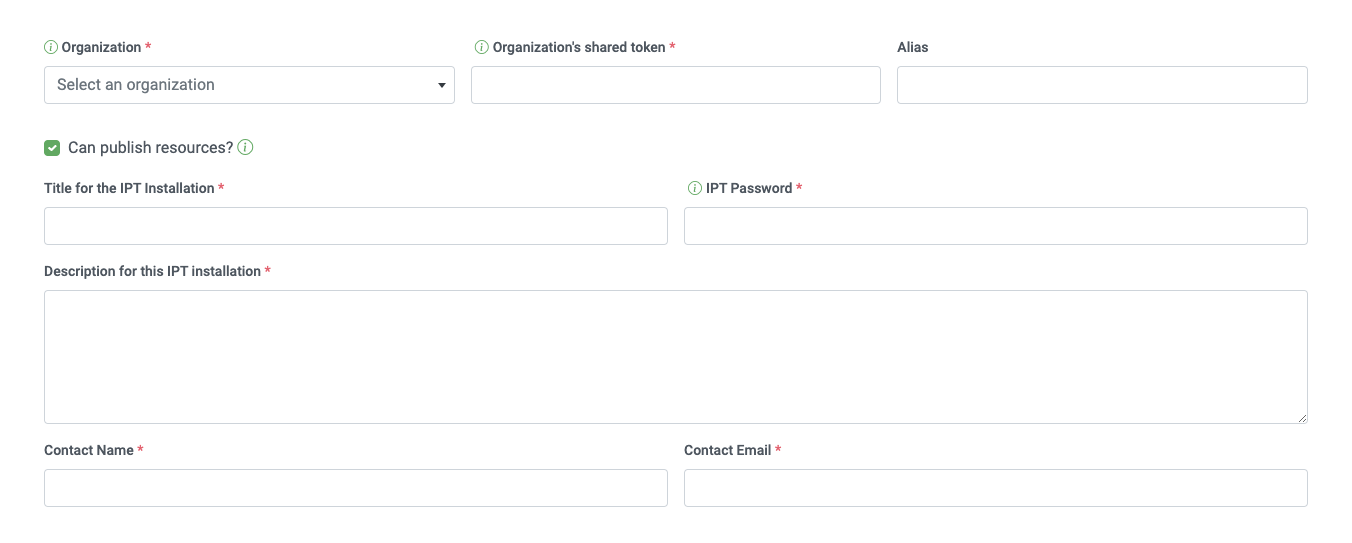 Organization *
Organization's shared token *
Alias
Select an organization
Can publish resources?
Title for the IPT Installation *
IPT Password *
Description for this IPT installation *
Contact Name *
Contact Email *